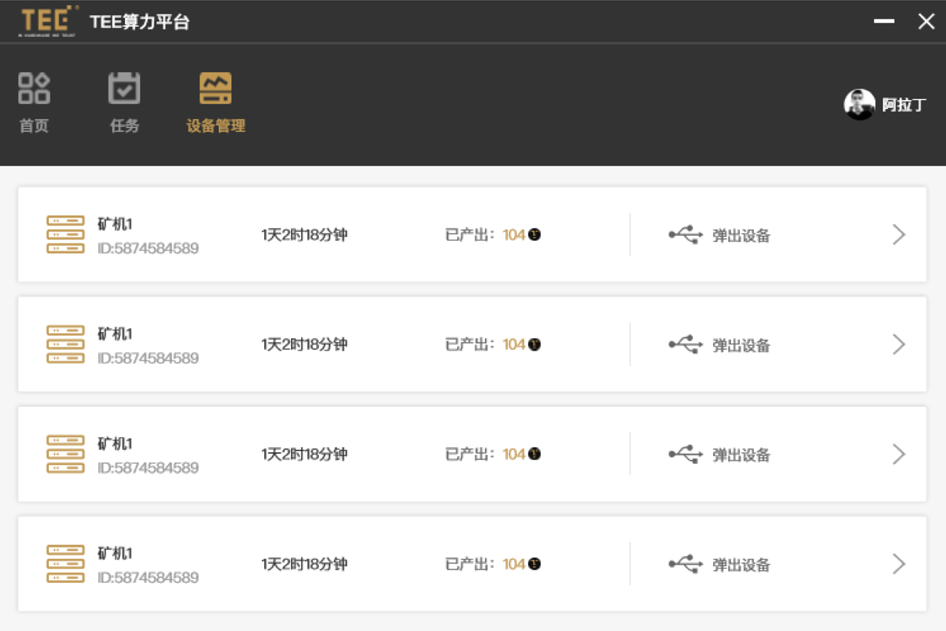 TEE
TEE算力平台
首页
任务
设备管理
阿拉丁
矿机1
ID:5874584589
1天2时18分钟
已产出：104
弹出设备
矿机1
ID:5874584589
1天2时18分钟
已产出：104
弹出设备
矿机1
ID:5874584589
1天2时18分钟
已产出：104
弹出设备
矿机1
ID:5874584589
1天2时18分钟
已产出：104
弹出设备